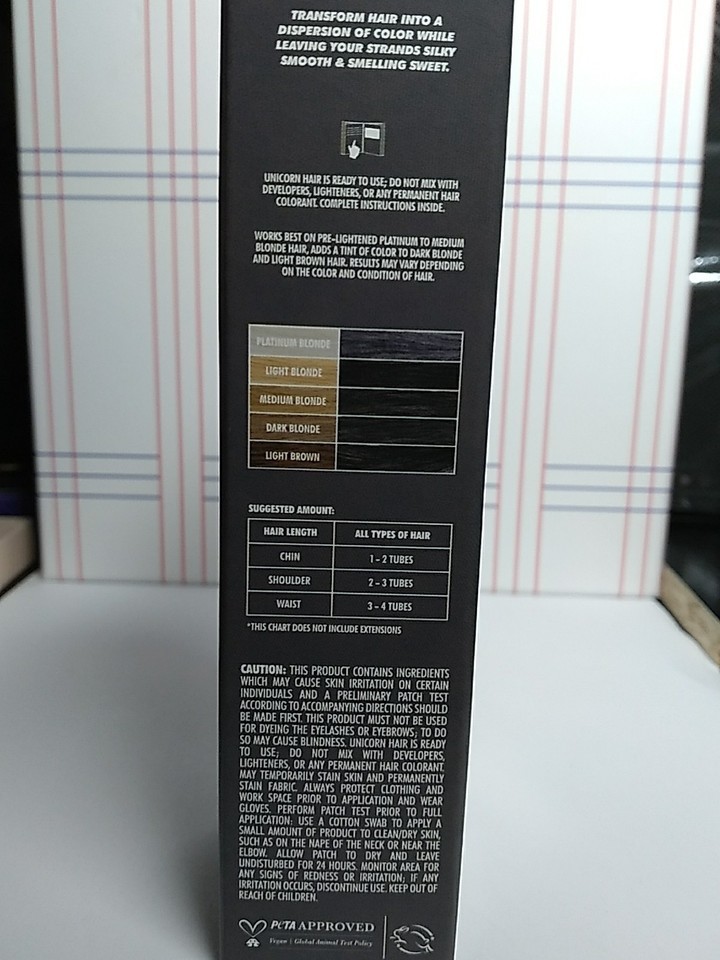 TRANSFORM HAIR INTO A
DISPERSION OF COLOR WHILE
LEAVING YOUR STRANDS SILKY
SMOOTH & SMELLING SWEET.
UNICORN HAIR IS READY TO USE; DO NOT MIX WITH
DEVELOPERS, LIGHTENERS, OR ANY PERMANENT HAIR
COLORANT. COMPLETE INSTRUCTIONS INSIDE.
WORKS BEST ON PRE-LIGHTENED PLATINUM TO MEDIUM
BLONDE HAIR, ADDS A TINT OF COLOR TO DARK BLONDE
AND LIGHT BROWN HAIR. RESULTS MAY VARY DEPENDING
ON THE COLOR AND CONDITION OF HAIR.
PLATINUM BLONDE
LIGHT BLONDE
MEDIUM BLONDE
DARK BLONDE
LIGHT BROWN
SUGGESTED AMOUNT:
HAIR LENGTH ALL TYPES OF HAIR
CHIN 1 – 2 TUBES
SHOULDER 2 – 3 TUBES
WAIST 3 – 4 TUBES
*THIS CHART DOES NOT INCLUDE EXTENSIONS
CAUTION: THIS PRODUCT CONTAINS INGREDIENTS
WHICH MAY CAUSE SKIN IRRITATION ON CERTAIN
INDIVIDUALS AND A PRELIMINARY PATCH TEST
ACCORDING TO ACCOMPANYING DIRECTIONS SHOULD
BE MADE FIRST. THIS PRODUCT MUST NOT BE USED
FOR DYEING THE EYELASHES OR EYEBROWS; TO DO
SO MAY CAUSE BLINDNESS. UNICORN HAIR IS READY
TO USE; DO NOT MIX WITH DEVELOPERS,
LIGHTENERS, OR ANY PERMANENT HAIR COLORANT.
MAY TEMPORARILY STAIN SKIN AND PERMANENTLY
STAIN FABRIC. ALWAYS PROTECT CLOTHING AND
WORK SPACE PRIOR TO APPLICATION AND WEAR
GLOVES. PERFORM PATCH TEST PRIOR TO FULL
APPLICATION: USE A COTTON SWAB TO APPLY A
SMALL AMOUNT OF PRODUCT TO CLEAN/DRY SKIN,
SUCH AS ON THE NAPE OF THE NECK OR NEAR THE
ELBOW. ALLOW PATCH TO DRY AND LEAVE
UNDISTURBED FOR 24 HOURS. MONITOR AREA FOR
ANY SIGNS OF REDNESS OR IRRITATION; IF ANY
IRRITATION OCCURS, DISCONTINUE USE. KEEP OUT OF
REACH OF CHILDREN.
PETA APPROVED
Vegan | Global Animal Test Policy